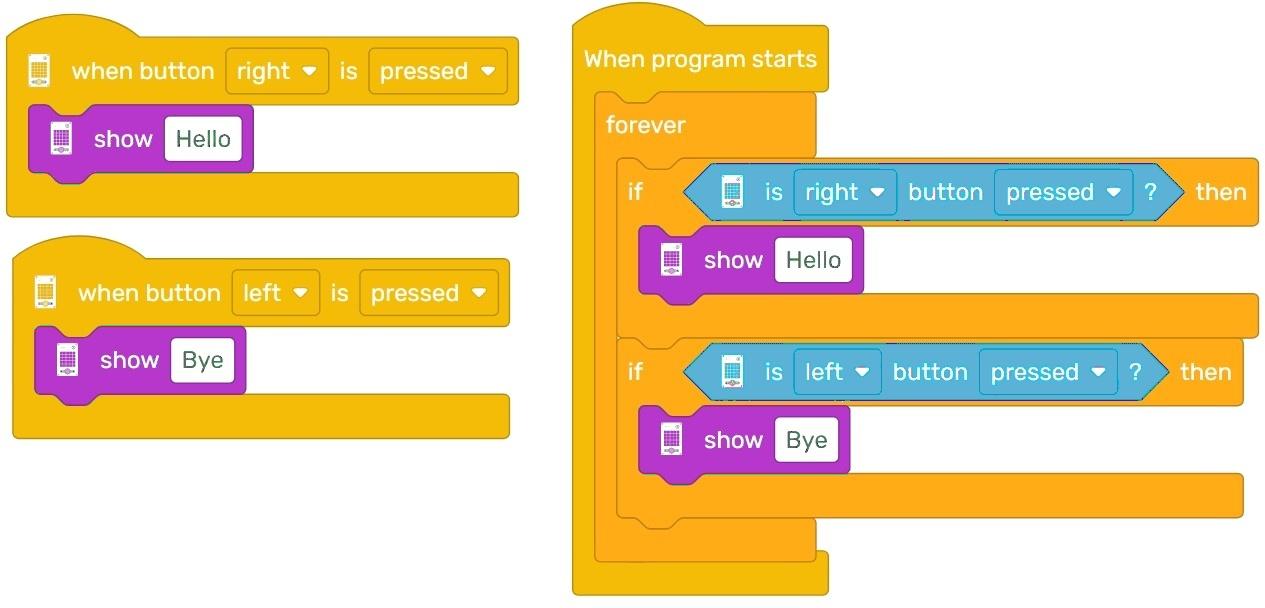 when button right is pressed
show Hello
when button left is pressed
show Bye
When program starts
forever
if is right button pressed ? then
show Hello
if is left button pressed ? then
show Bye